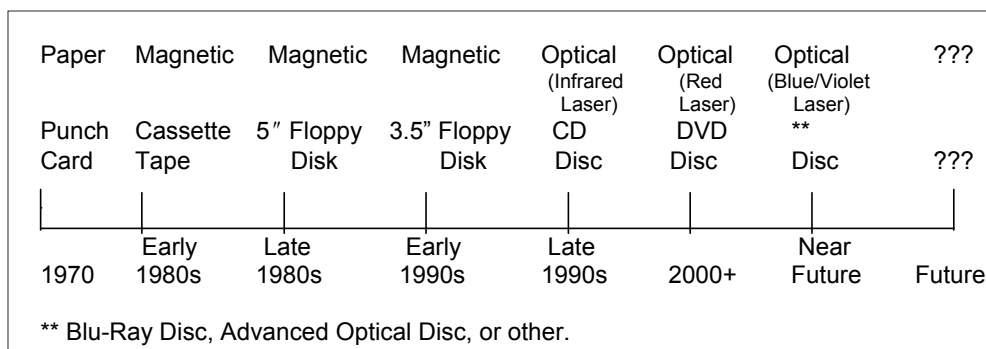 Paper Magnetic Magnetic Magnetic Optical Optical Optical ???
(Infrared (Red (Blue/Violet
Laser) Laser) Laser)
Punch Cassette 5″ Floppy 3.5” Floppy CD DVD **
Card Tape Disk Disk Disc Disc Disc ???
Early Late Early Late Near
1970 1980s 1980s 1990s 1990s 2000+ Future Future
** Blu-Ray Disc, Advanced Optical Disc, or other.